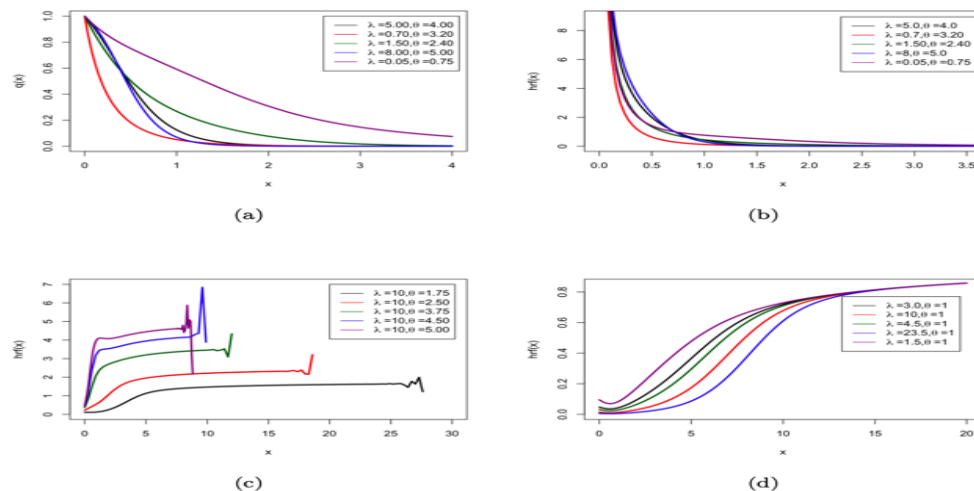 q(x)
1.0
0.8
0.6
0.4
0.2
0.0
λ =5.00,θ =4.00
λ =0.70,θ =3.20
λ =1.50,θ =2.40
λ =8.00,θ =5.00
λ =0.05,θ =0.75
0 1 2 3 4
x
(a)
hrf(x)
8
6
4
2
0
λ =5.0,θ =4.0
λ =0.7,θ =3.20
λ =1.50,θ =2.40
λ =8,θ =5.0
λ =0.05,θ =0.75
0.0 0.5 1.0 1.5 2.0 2.5 3.0 3.5
x
(b)
hrf(x)
7
6
5
4
3
2
1
0
λ =10,θ =1.75
λ =10,θ =2.50
λ =10,θ =3.75
λ =10,θ =4.50
λ =10,θ =5.00
0 5 10 15 20 25 30
x
(c)
hrf(x)
0.8
0.6
0.4
0.2
0.0
λ =3.0,θ =1
λ =10,θ =1
λ =4.5,θ =1
λ =23.5,θ =1
λ =1.5,θ =1
0 5 10 15 20
x
(d)